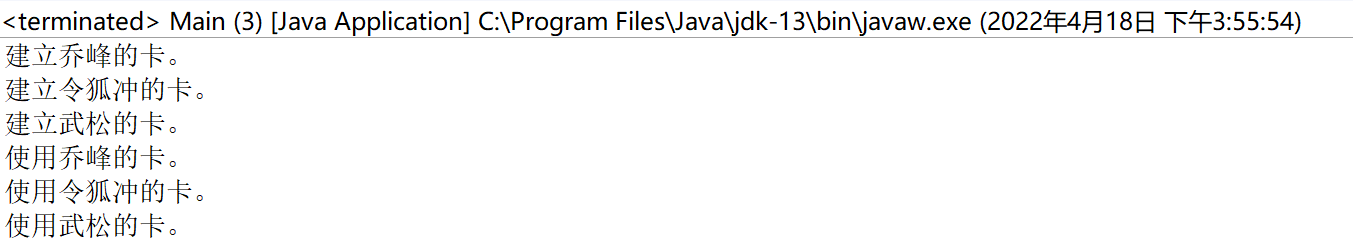 <terminated> Main (3) [Java Application] C:\Program Files\Java\jdk-13\bin\javaw.exe (2022年4月18日 下午3:55:54)
建立乔峰的卡。
建立令狐冲的卡。
建立武松的卡。
使用乔峰的卡。
使用令狐冲的卡。
使用武松的卡。